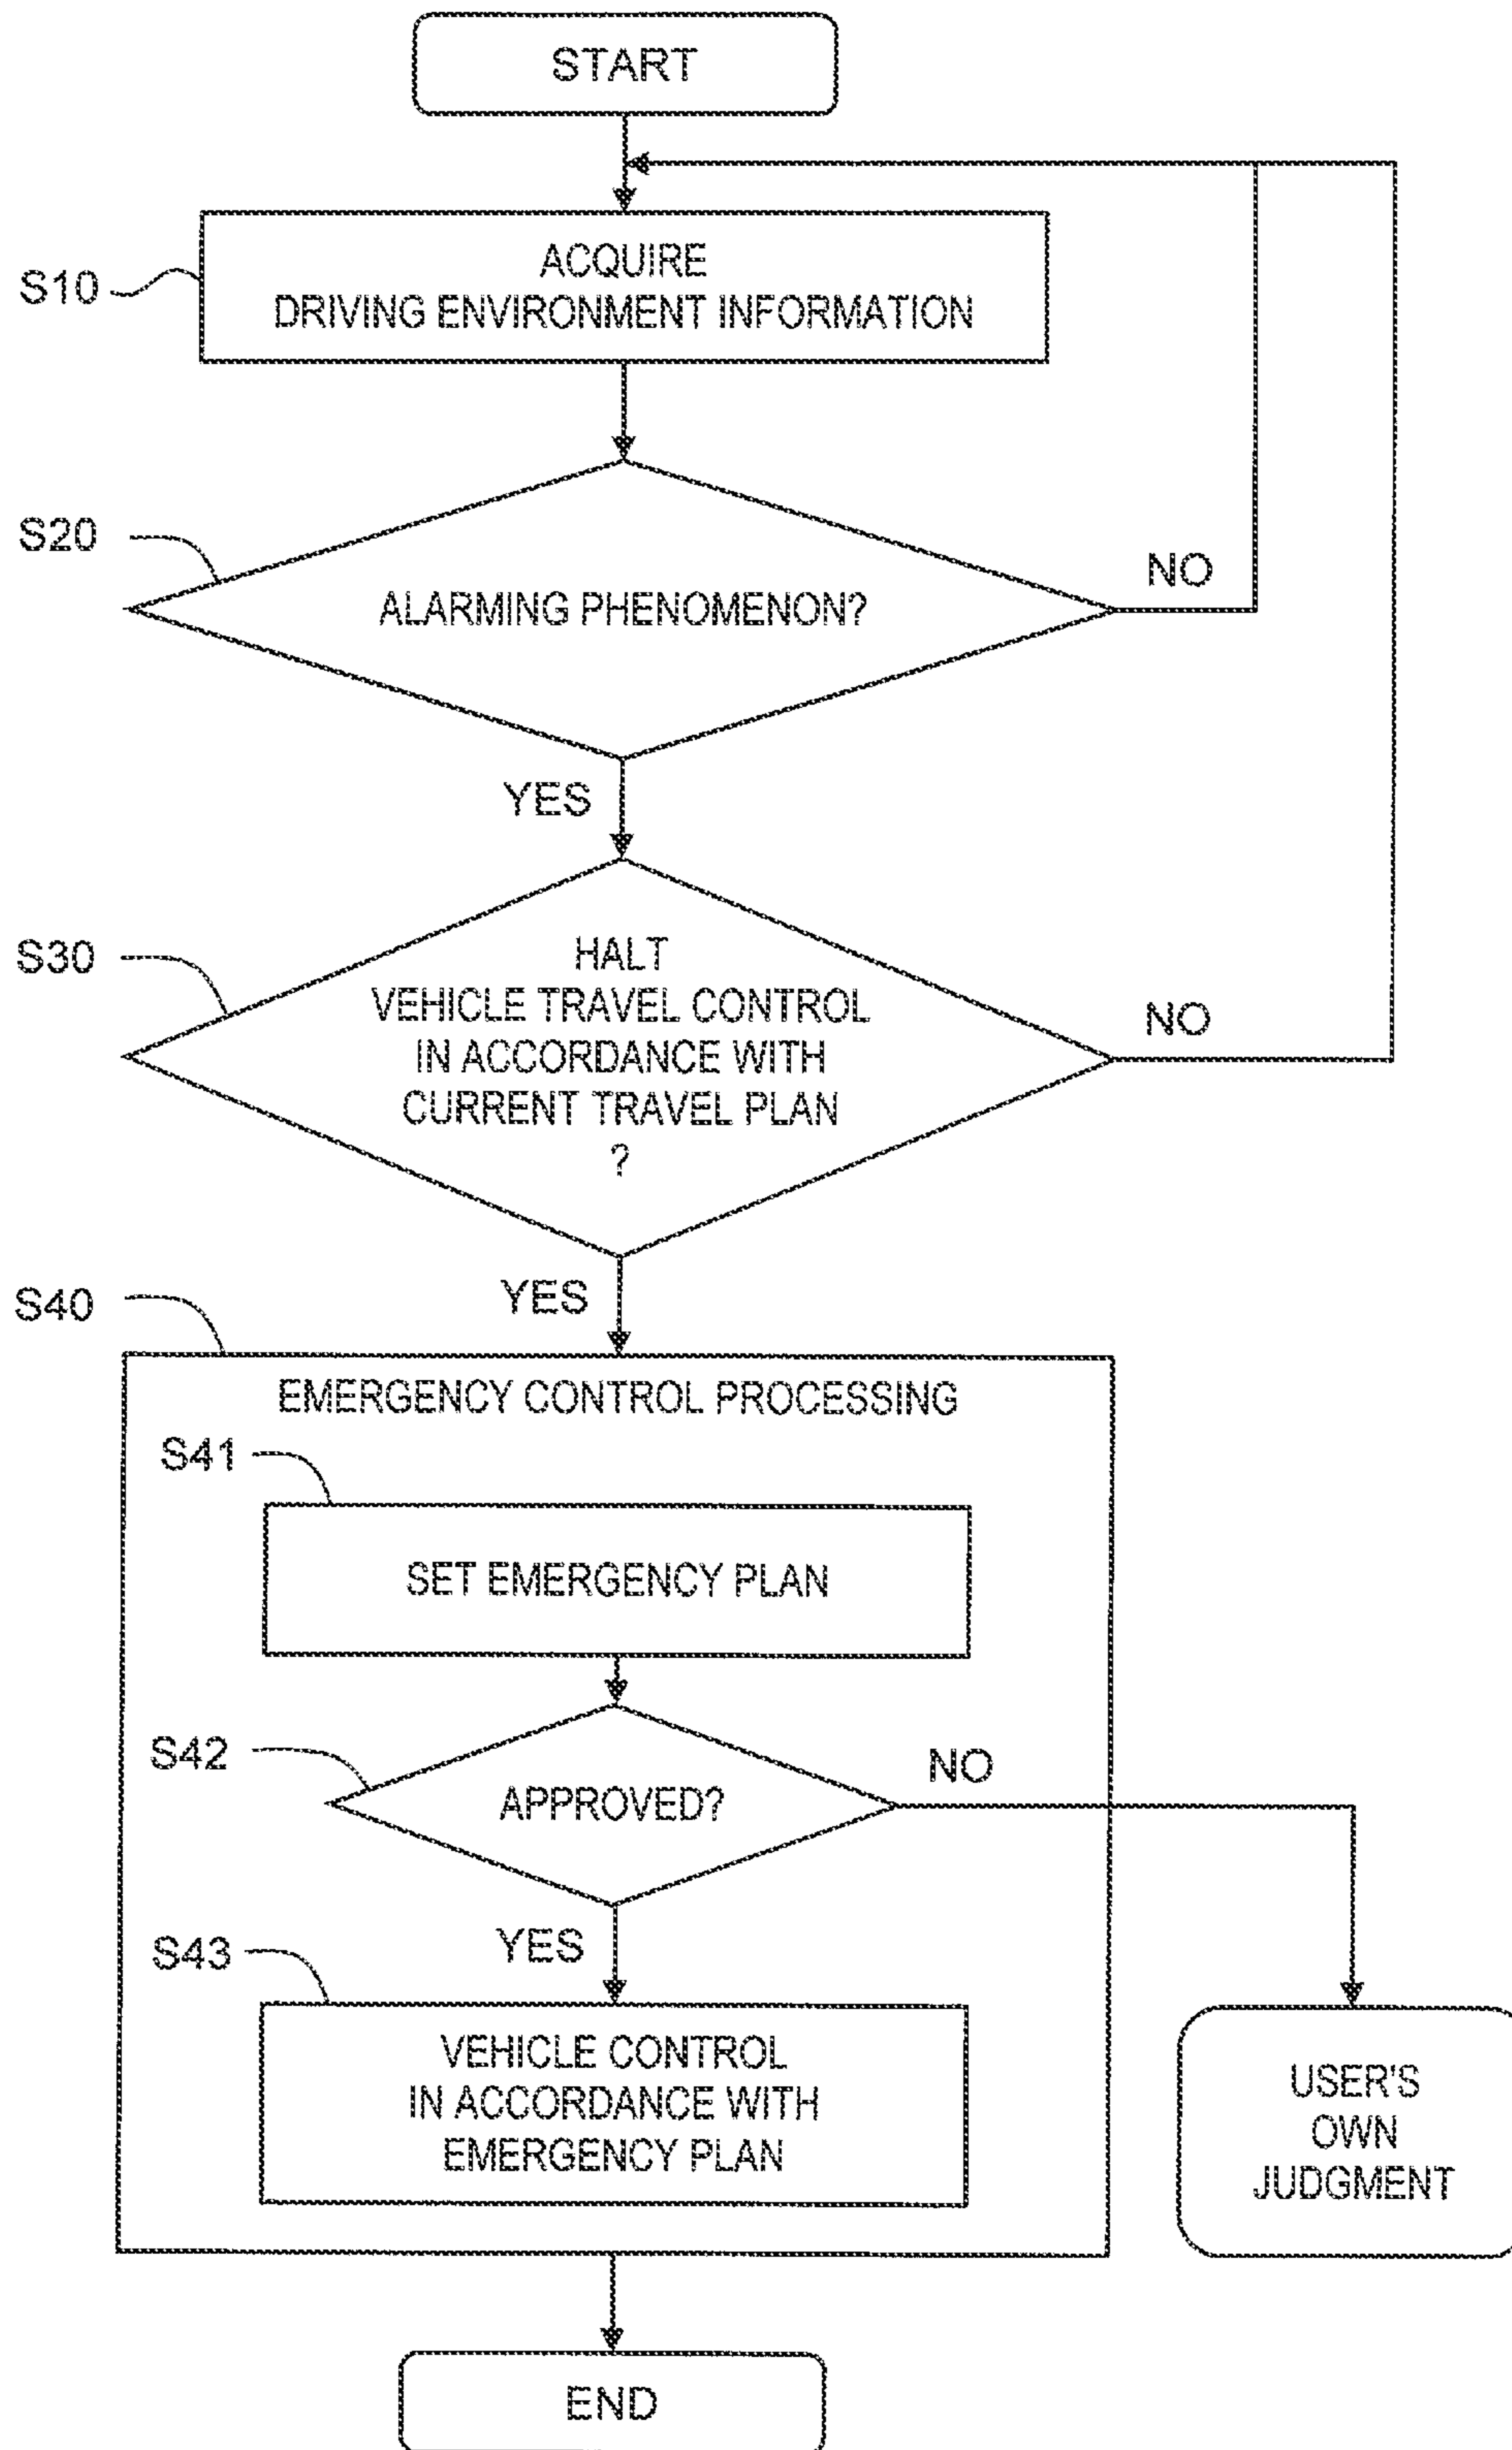 START
S10
ACQUIRE
DRIVING ENVIRONMENT INFORMATION
S20
ALARMING PHENOMENON?
NO
YES
S30
HALT
VEHICLE TRAVEL CONTROL
IN ACCORDANCE WITH
CURRENT TRAVEL PLAN
?
NO
YES
S40
EMERGENCY CONTROL PROCESSING
S41
SET EMERGENCY PLAN
S42
APPROVED?
NO
YES
S43
VEHICLE CONTROL
IN ACCORDANCE WITH
EMERGENCY PLAN
USER'S
OWN
JUDGMENT
END